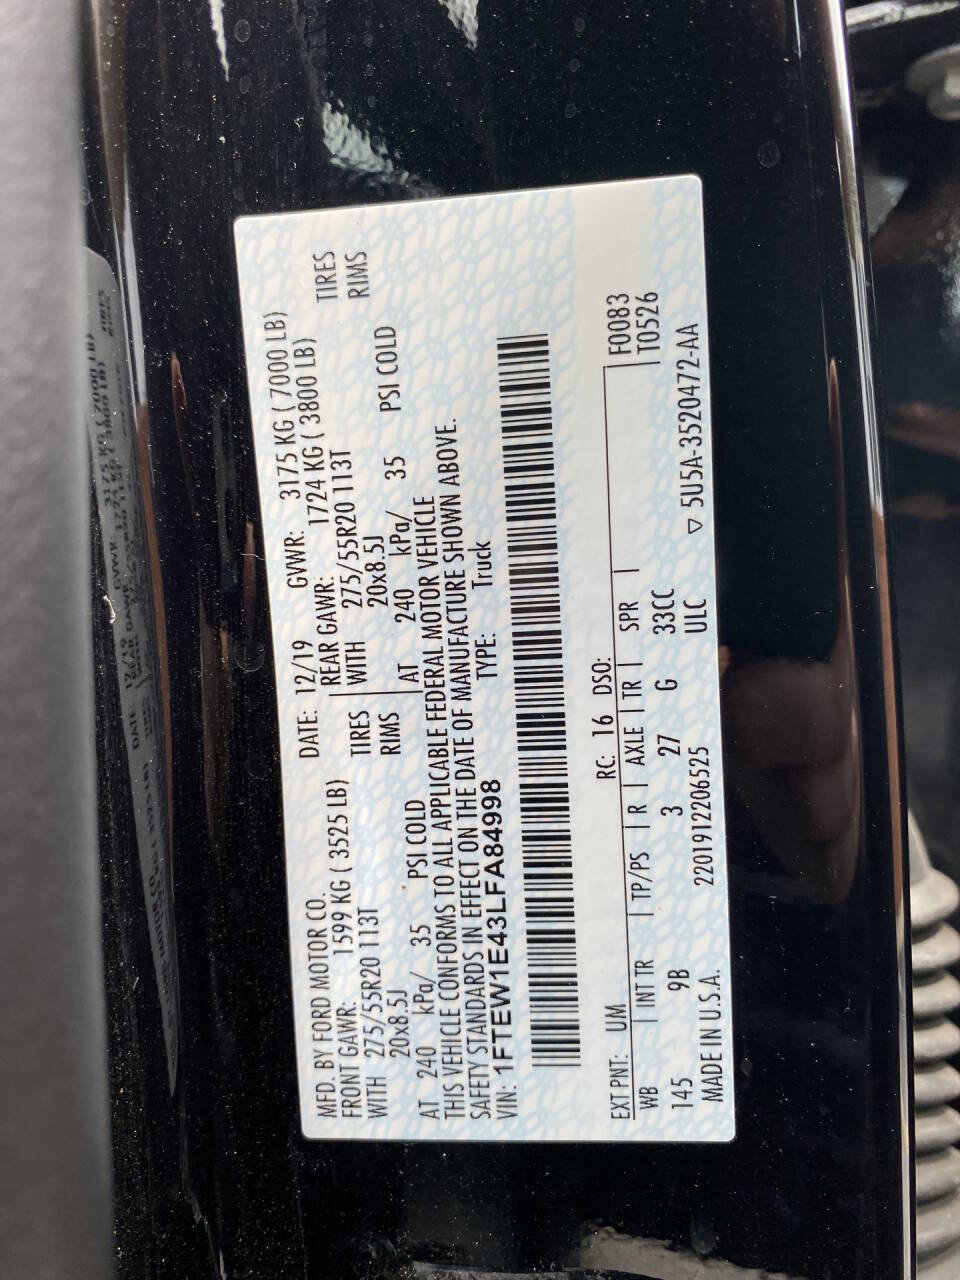 MFD. BY FORD MOTOR CO. DATE: 12/19 GVWR: 3175 KG ( 7000 LB)
FRONT GAWR: 1599 KG ( 3525 LB) REAR GAWR: 1724 KG ( 3800 LB)
WITH 275/55R20 113T TIRES WITH 275/55R20 113T TIRES
20x8.5J RIMS 20x8.5J RIMS
AT 240 kPa/ 35 PSI COLD AT 240 kPa/ 35 PSI COLD
THIS VEHICLE CONFORMS TO ALL APPLICABLE FEDERAL MOTOR VEHICLE
SAFETY STANDARDS IN EFFECT ON THE DATE OF MANUFACTURE SHOWN ABOVE.
VIN: 1FTEW1E43LFA84998 TYPE: Truck
EXT PNT: UM RC: 16 DSO: F0083
WB INT TR TP/PS R AXLE TR SPR T0526
145 9B 3 27 G 33CC
MADE IN U.S.A. 2201912206525 ULC ▽ 5U5A-3520472-AA